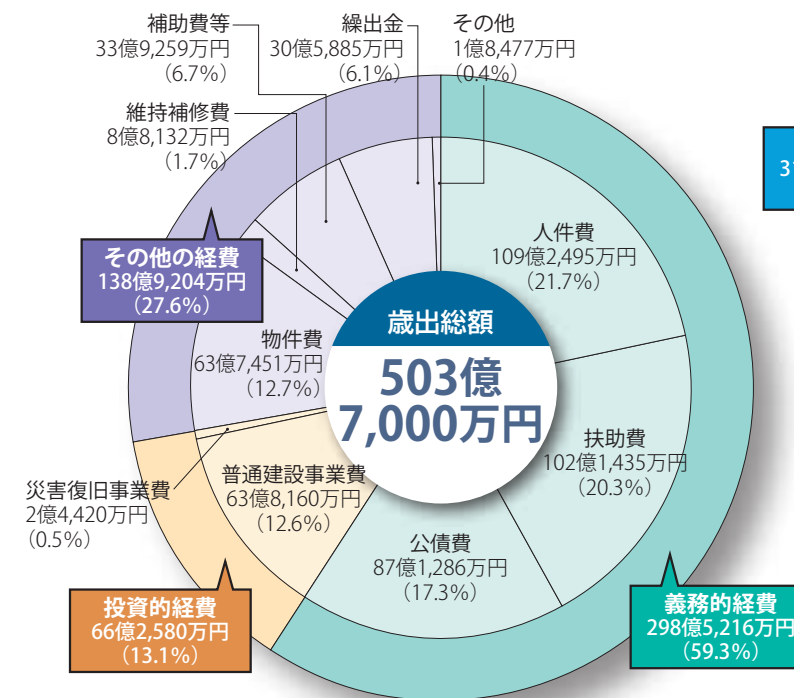 補助費等
33億9,259万円
(6.7%)
繰出金
30億5,885万円
(6.1%)
その他
1億8,477万円
(0.4%)
維持補修費
8億8,132万円
(1.7%)
その他の経費
138億9,204万円
(27.6%)
物件費
63億7,451万円
(12.7%)
人件費
109億2,495万円
(21.7%)
歳出総額
503億
7,000万円
扶助費
102億1,435万円
(20.3%)
災害復旧事業費
2億4,420万円
(0.5%)
普通建設事業費
63億8,160万円
(12.6%)
公債費
87億1,286万円
(17.3%)
投資的経費
66億2,580万円
(13.1%)
義務的経費
298億5,216万円
(59.3%)